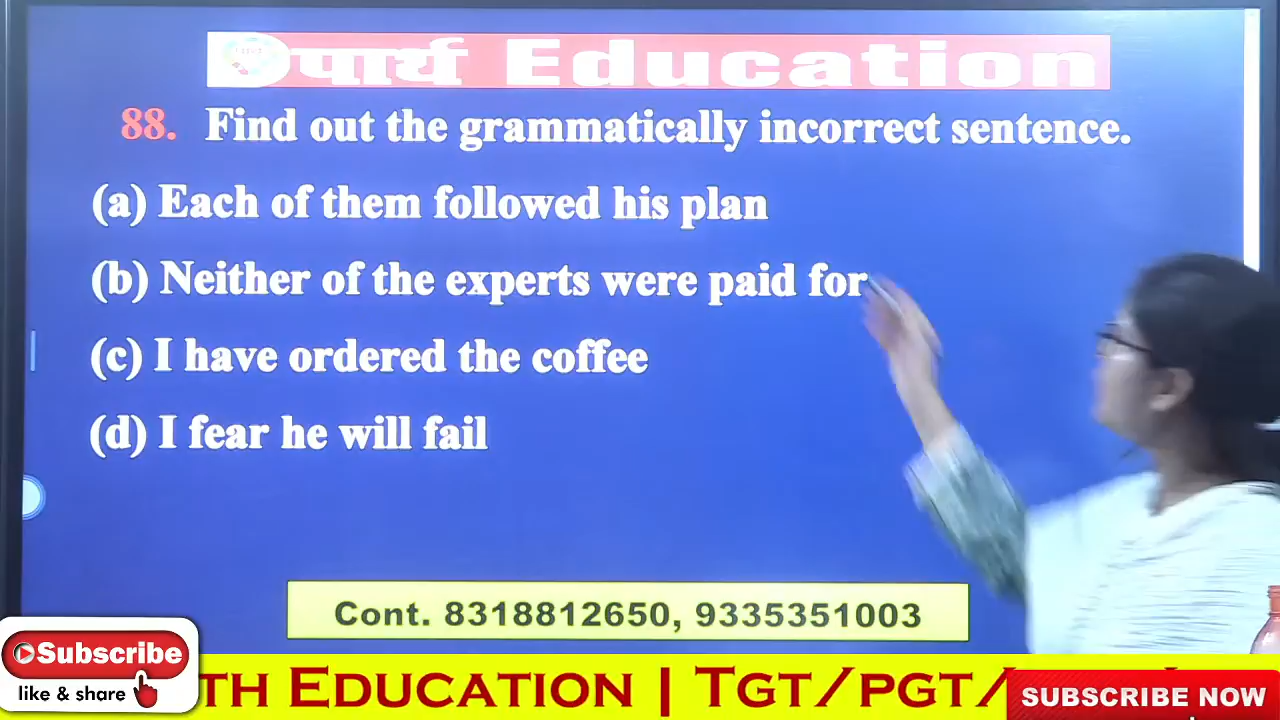 पार्थ Education
88. Find out the grammatically incorrect sentence.
(a) Each of them followed his plan
(b) Neither of the experts were paid for
(c) I have ordered the coffee
(d) I fear he will fail
Cont. 8318812650, 9335351003
Subscribe
like & share
TH EDUCATION | TGT/PGT/
SUBSCRIBE NOW